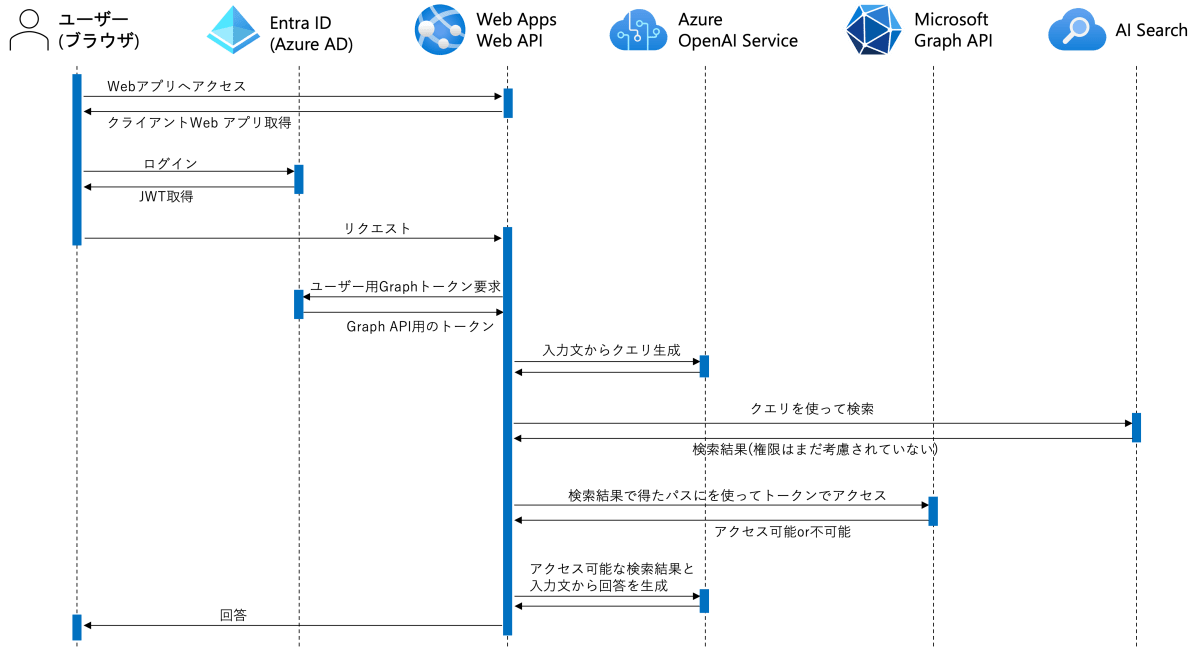 ユーザー
(ブラウザ)
Entra ID
(Azure AD)
Web Apps
Web API
Azure
OpenAI Service
Microsoft
Graph API
AI Search
Webアプリへアクセス
クライアントWeb アプリ取得
ログイン
JWT取得
リクエスト
ユーザー用Graphトークン要求
Graph API用のトークン
入力文からクエリ生成
クエリを使って検索
検索結果(権限はまだ考慮されていない)
検索結果で得たパスにを使ってトークンでアクセス
アクセス可能or不可能
アクセス可能な検索結果と
入力文から回答を生成
回答